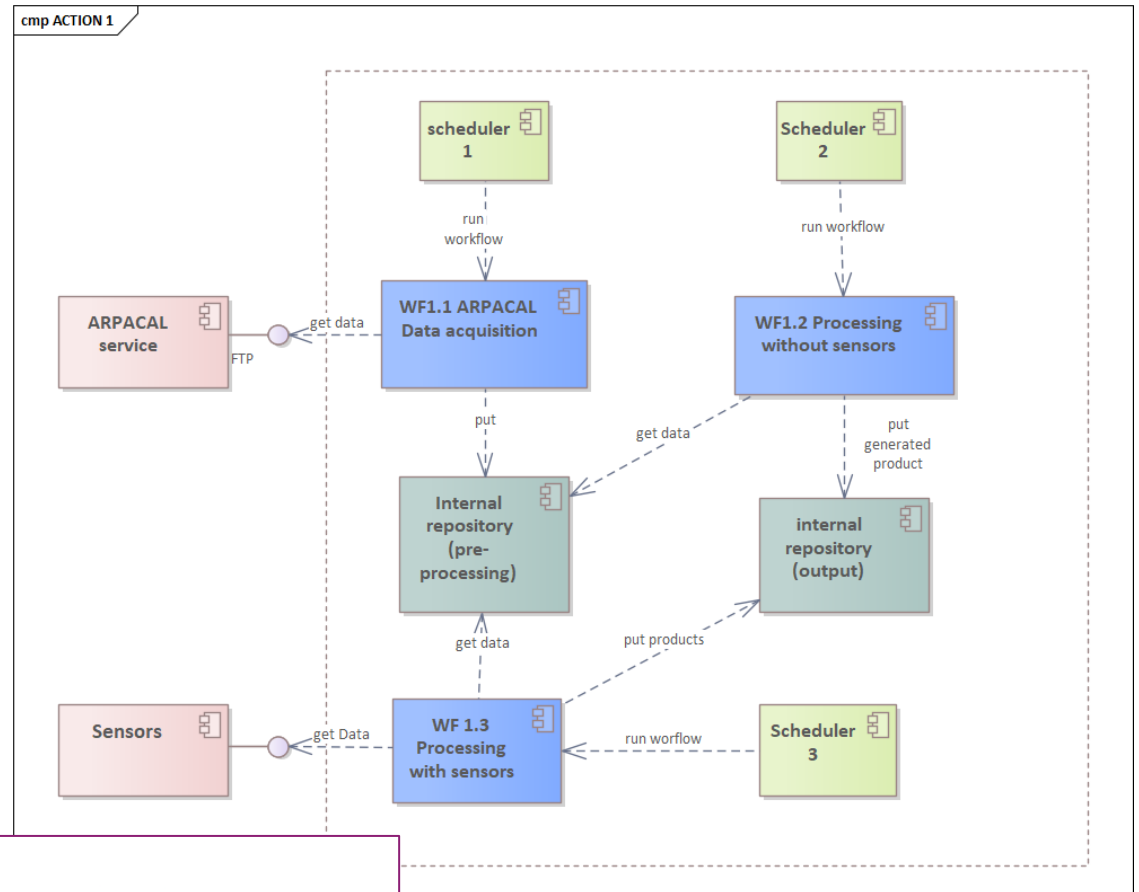 cmp ACTION 1
scheduler
1
Scheduler
2
run
workflow
run workflow
ARPACAL
service
FTP
get data
WF1.1 ARPACAL
Data acquisition
WF1.2 Processing
without sensors
put
get data
put
generated
product
Internal
repository
(pre-
processing)
internal
repository
(output)
get data
put products
Sensors
get Data
WF 1.3
Processing
with sensors
run worflow
Scheduler
3